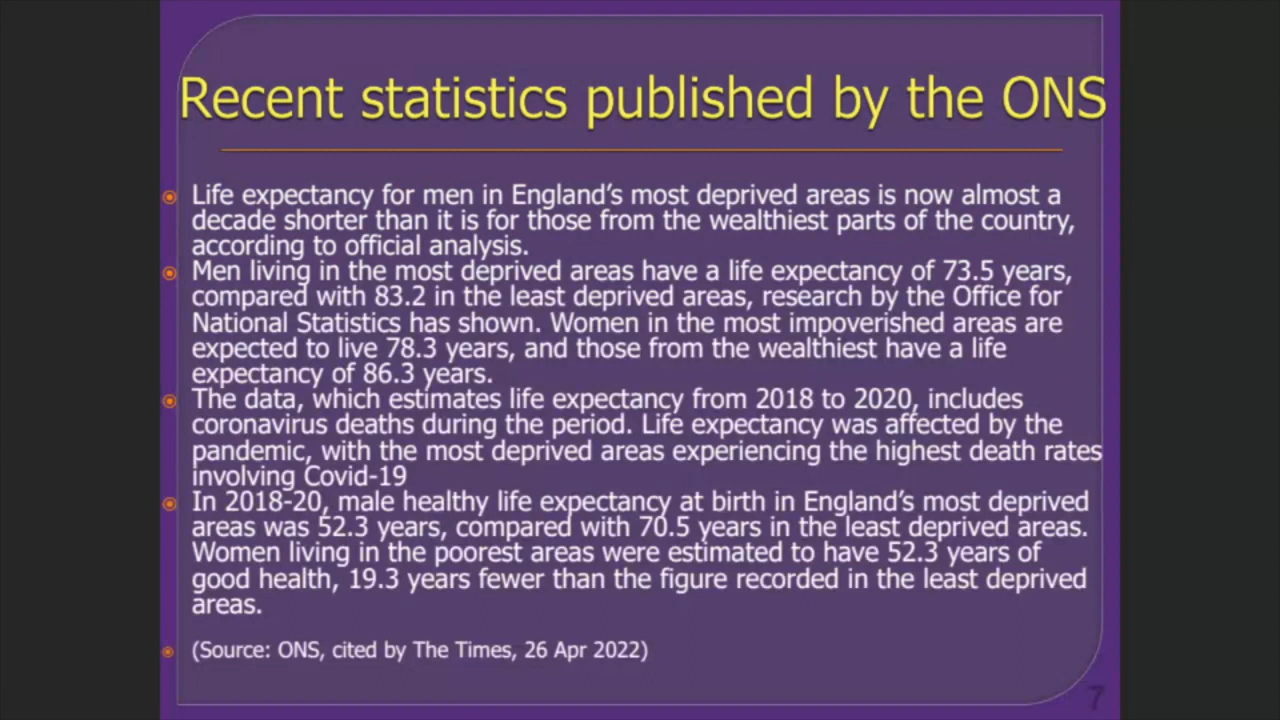 Recent statistics published by the ONS
Life expectancy for men in England's most deprived areas is now almost a
decade shorter than it is for those from the wealthiest parts of the country,
according to official analysis.
Men living in the most deprived areas have a life expectancy of 73.5 years,
compared with 83.2 in the least deprived areas, research by the Office for
National Statistics has shown. Women in the most impoverished areas are
expected to live 78.3 years, and those from the wealthiest have a life
expectancy of 86.3 years.
The data, which estimates life expectancy from 2018 to 2020, includes
coronavirus deaths during the period. Life expectancy was affected by the
pandemic, with the most deprived areas experiencing the highest death rates
involving Covid-19
In 2018-20, male healthy life expectancy at birth in England's most deprived
areas was 52.3 years, compared with 70.5 years in the least deprived areas.
Women living in the poorest areas were estimated to have 52.3 years of
good health, 19.3 years fewer than the figure recorded in the least deprived
areas.
(Source: ONS, cited by The Times, 26 Apr 2022)
7